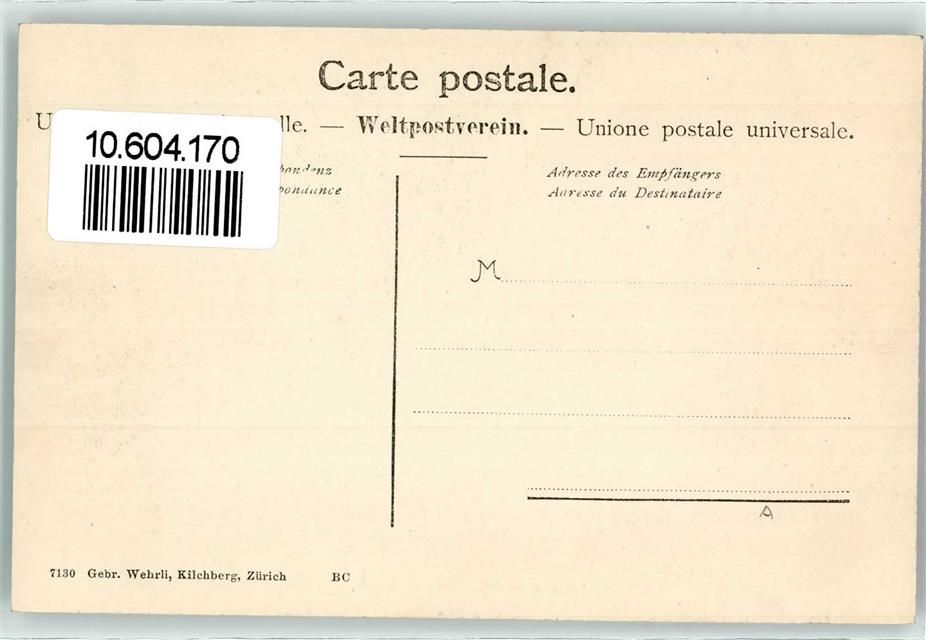 Carte postale.
— Weltpostverein. — Unione postale universale.
10.604.170
Adresse des Empfängers
Adresse du Destinataire
M
A
7130 Gebr. Wehrli, Kilchberg, Zürich BC